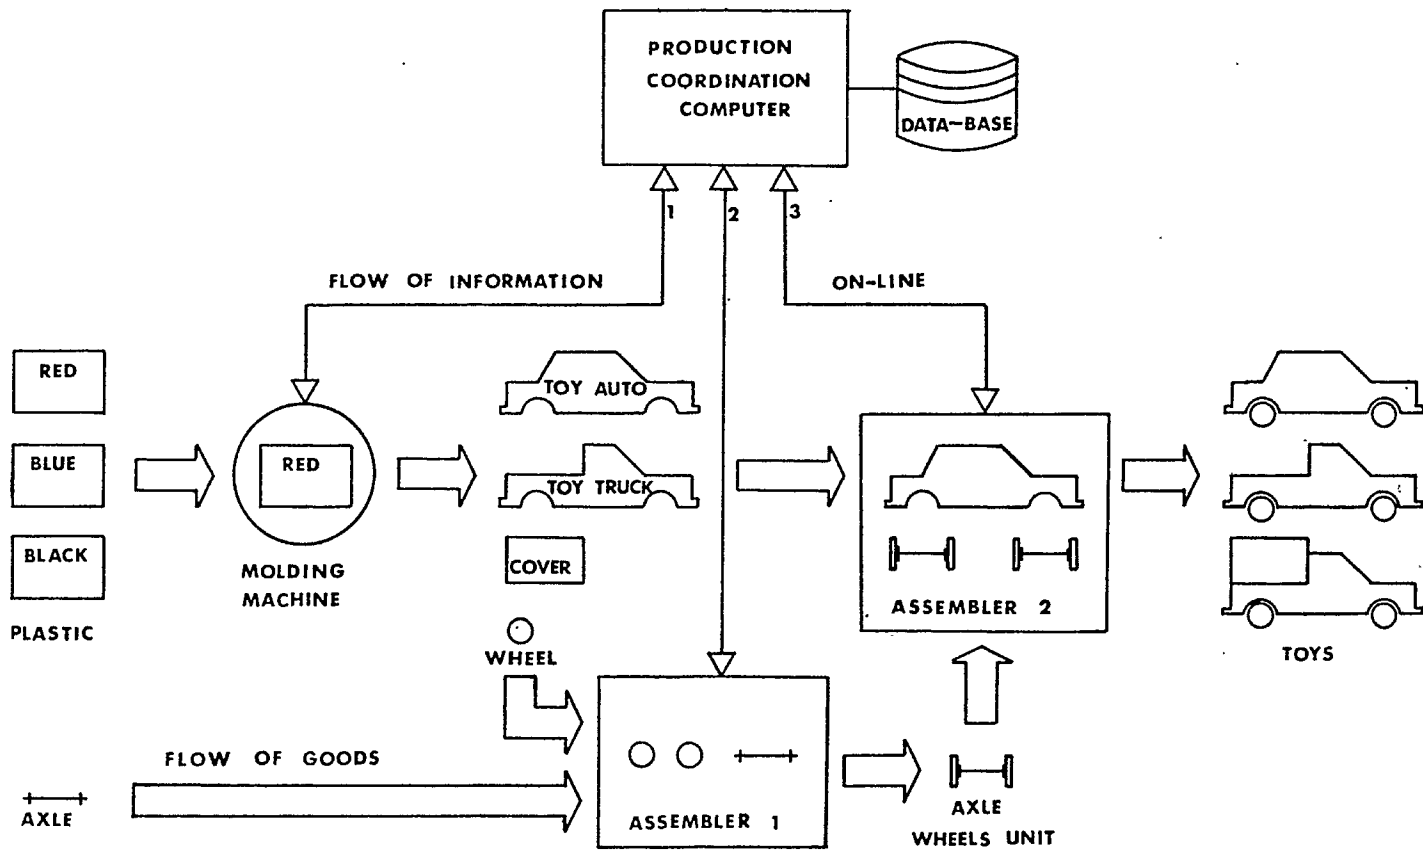 PRODUCTION
COORDINATION
COMPUTER
DATA-BASE
1
2
3
FLOW OF INFORMATION
ON-LINE
RED
BLUE
BLACK
PLASTIC
RED
MOLDING
MACHINE
TOY AUTO
TOY TRUCK
COVER
WHEEL
ASSEMBLER 2
TOYS
FLOW OF GOODS
AXLE
ASSEMBLER 1
AXLE
WHEELS UNIT